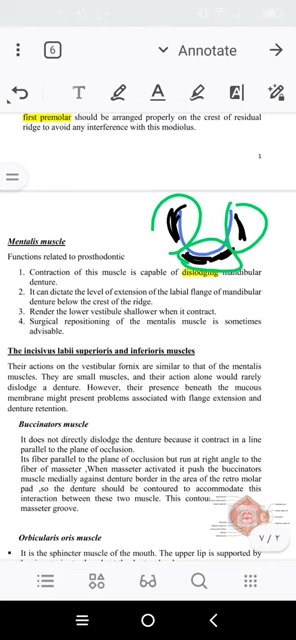 6
Annotate
T
A
A
first premolar should be arranged properly on the crest of residual
ridge to avoid any interference with this modiolus.
1
Mentalis muscle
Functions related to prosthodontic
1. Contraction of this muscle is capable of dislodging mandibular
denture.
2. It can dictate the level of extension of the labial flange of mandibular
denture below the crest of the ridge.
3. Render the lower vestibule shallower when it contract.
4. Surgical repositioning of the mentalis muscle is sometimes
advisable.
The incisivus labii superioris and inferioris muscles
Their actions on the vestibular fornix are similar to that of the mentalis
muscles. They are small muscles, and their action alone would rarely
dislodge a denture. However, their presence beneath the mucous
membrane might present problems associated with flange extension and
denture retention.
Buccinators muscle
It does not directly dislodge the denture because it contract in a line
parallel to the plane of occlusion.
Its fiber parallel to the plane of occlusion but run at right angle to the
fiber of masseter ,When masseter activated it push the buccinators
muscle medially against denture border in the area of the retro molar
pad ,so the denture should be contoured to accommodate this
interaction between these two muscle. This contou
masseter groove.
٧ / ٢
Orbicularis oris muscle
• It is the sphincter muscle of the mouth. The upper lip is supported by